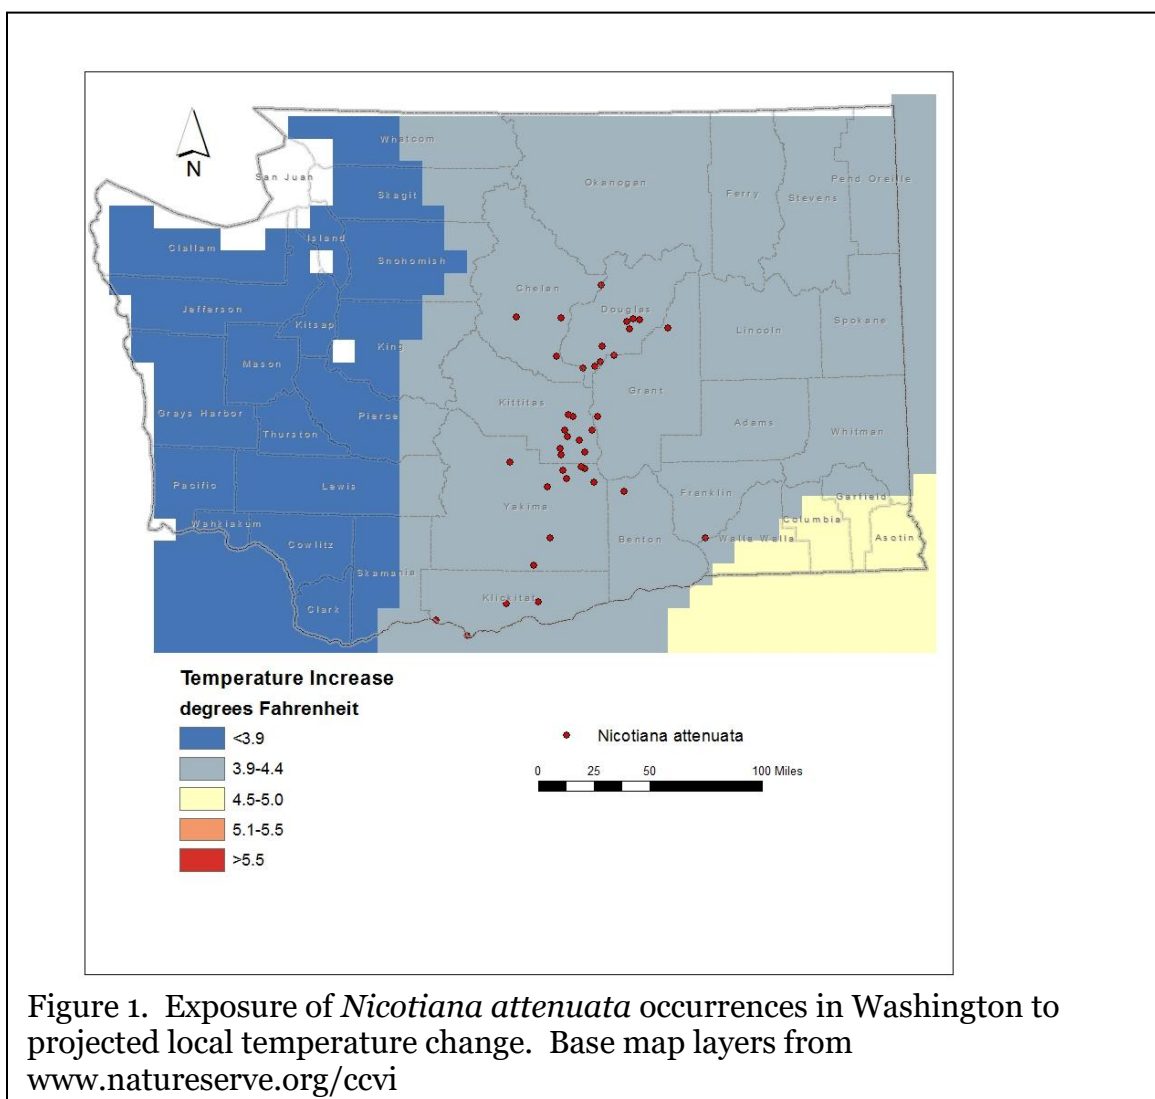 N
Whatcom
San Juan
Skagit
Okanogan
Ferry
Stevens
Pend Oreille
Island
Clallam
Snohomish
Chelan
Douglas
Jefferson
Kitsap
King
Lincoln
Spokane
Mason
Grant
Kittitas
Grays Harbor
Pierce
Thurston
Adams
Whitman
Pacific
Lewis
Yakima
Franklin
Garfield
Wahkiakum
Columbia
Cowlitz
Benton
Walla Walla
Asotin
Skamania
Klickitat
Clark
Temperature Increase
degrees Fahrenheit
<3.9
3.9-4.4
4.5-5.0
5.1-5.5
>5.5
Nicotiana attenuata
0 25 50 100 Miles
Figure 1. Exposure of Nicotiana attenuata occurrences in Washington to
projected local temperature change. Base map layers from
www.natureserve.org/ccvi